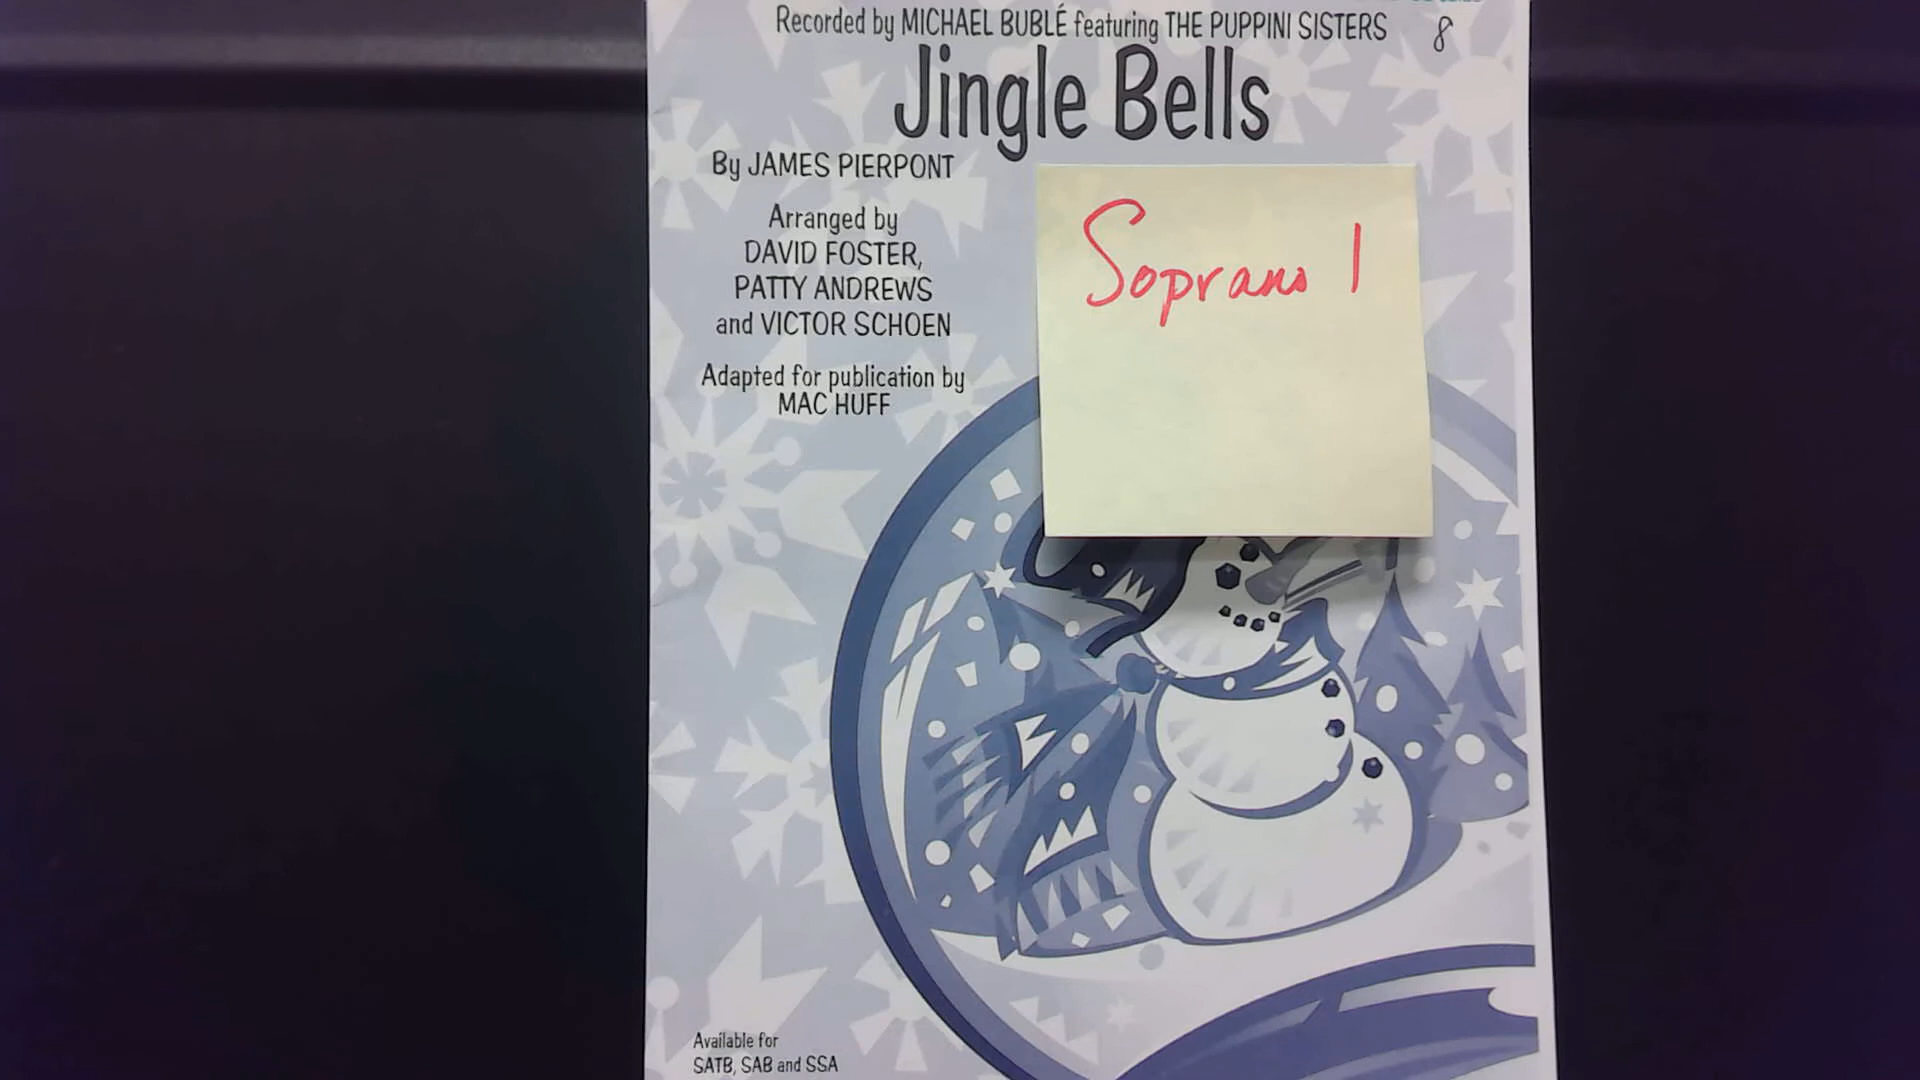 Recorded by MICHAEL BUBLÉ featuring THE PUPPINI SISTERS
8
Jingle Bells
By JAMES PIERPONT
Arranged by
DAVID FOSTER,
PATTY ANDREWS
and VICTOR SCHOEN
Adapted for publication by
MAC HUFF
Soprano 1
Available for
SATB, SAB and SSA